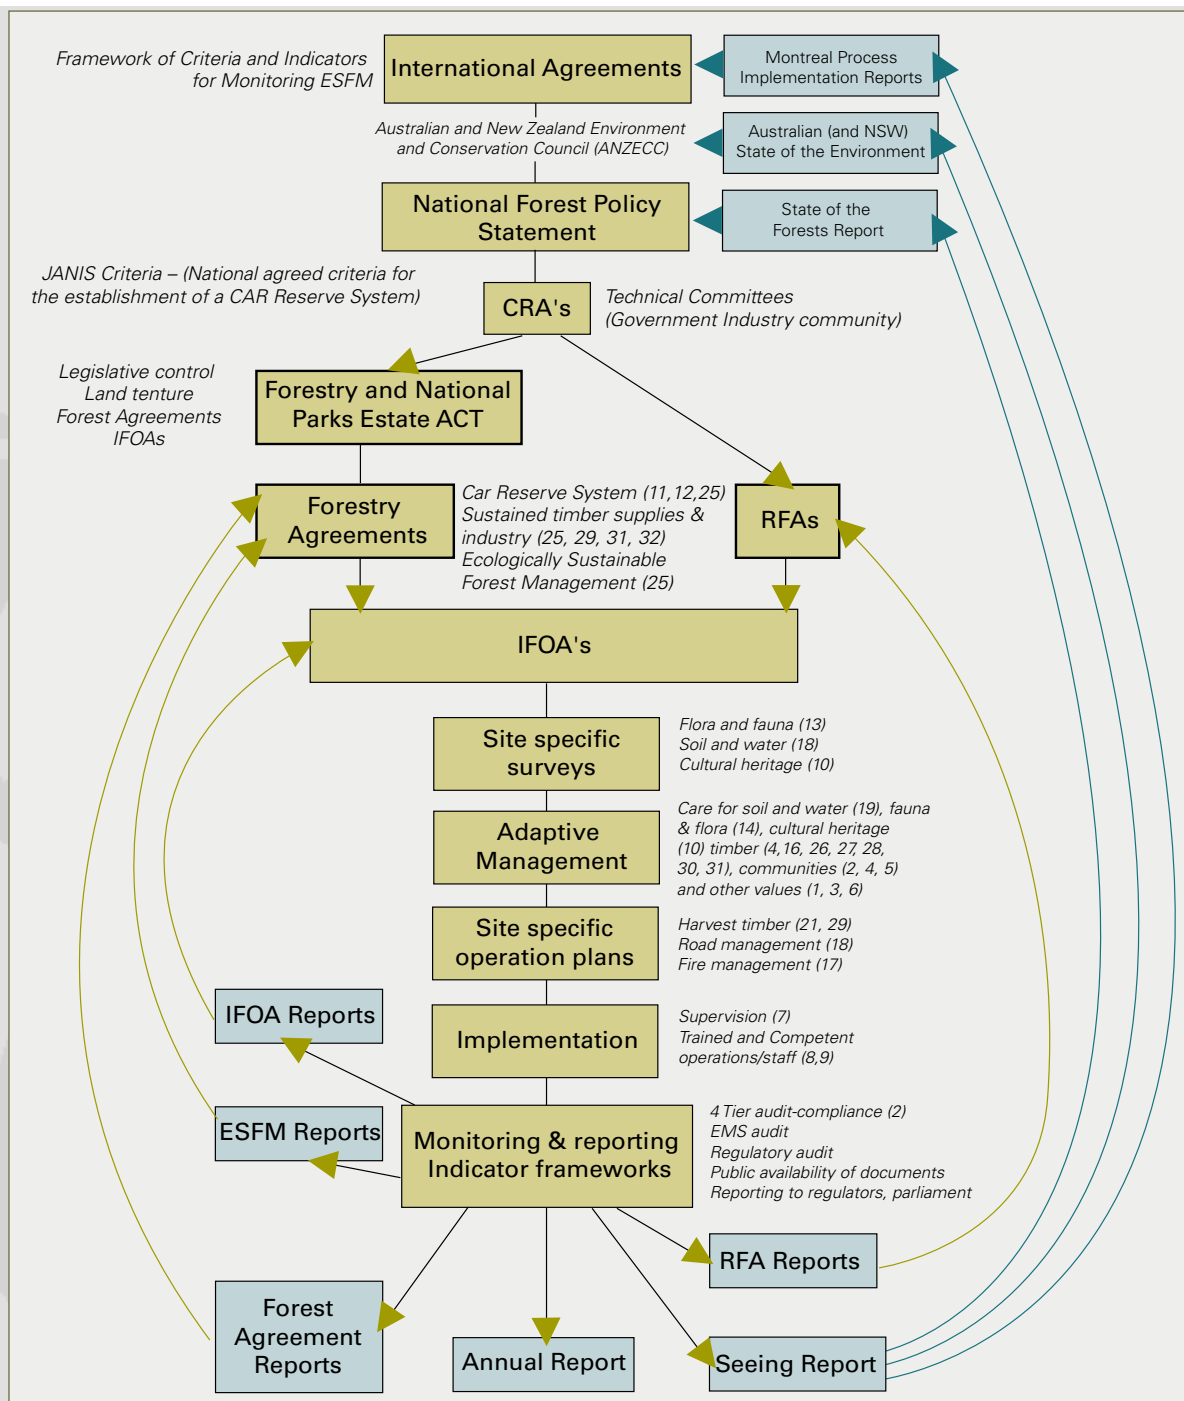 Framework of Criteria and Indicators
for Monitoring ESFM
International Agreements
Montreal Process
Implementation Reports
Australian and New Zealand Environment
and Conservation Council (ANZECC)
Australian (and NSW)
State of the Environment
National Forest Policy
Statement
State of the
Forests Report
JANIS Criteria – (National agreed criteria for
the establishment of a CAR Reserve System)
CRA's
Technical Committees
(Government Industry community)
Legislative control
Land tenture
Forest Agreements
IFOAs
Forestry and National
Parks Estate ACT
Forestry
Agreements
Car Reserve System (11,12,25)
Sustained timber supplies &
industry (25, 29, 31, 32)
Ecologically Sustainable
Forest Management (25)
RFAs
IFOA's
Site specific
surveys
Flora and fauna (13)
Soil and water (18)
Cultural heritage (10)
Adaptive
Management
Care for soil and water (19), fauna
& flora (14), cultural heritage
(10) timber (4,16, 26, 27, 28,
30, 31), communities (2, 4, 5)
and other values (1, 3, 6)
Site specific
operation plans
Harvest timber (21, 29)
Road management (18)
Fire management (17)
IFOA Reports
Implementation
Supervision (7)
Trained and Competent
operations/staff (8,9)
ESFM Reports
Monitoring & reporting
Indicator frameworks
4 Tier audit-compliance (2)
EMS audit
Regulatory audit
Public availability of documents
Reporting to regulators, parliament
RFA Reports
Forest
Agreement
Reports
Annual Report
Seeing Report